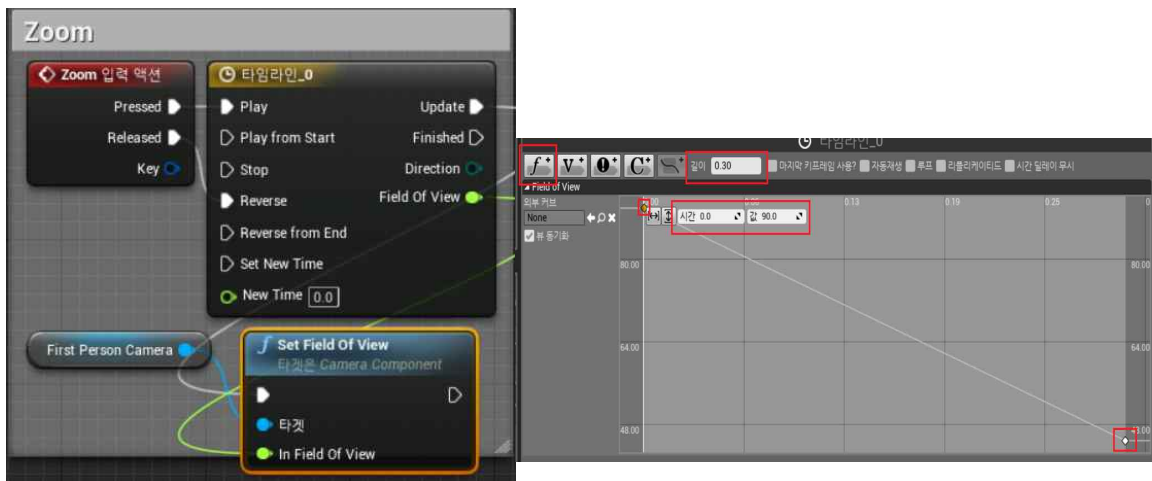 Zoom
Zoom 입력 액션
Pressed
Released
Key
타임라인_0
Play
Update
Play from Start
Finished
Stop
Direction
Reverse
Field Of View
Reverse from End
Set New Time
New Time 0.0
First Person Camera
Set Field Of View
타겟은 Camera Component
타겟
In Field Of View
타임라인_0
길이 0.30
마지막 키프레임 사용? 자동재생 루프 리플리케이티드 시간 딜레이 무시
Field Of View
외부 커브
None
뷰 동기화
시간 0.0 값 90.0
0.13 0.19 0.25
80.00 80.00
64.00 64.00
48.00